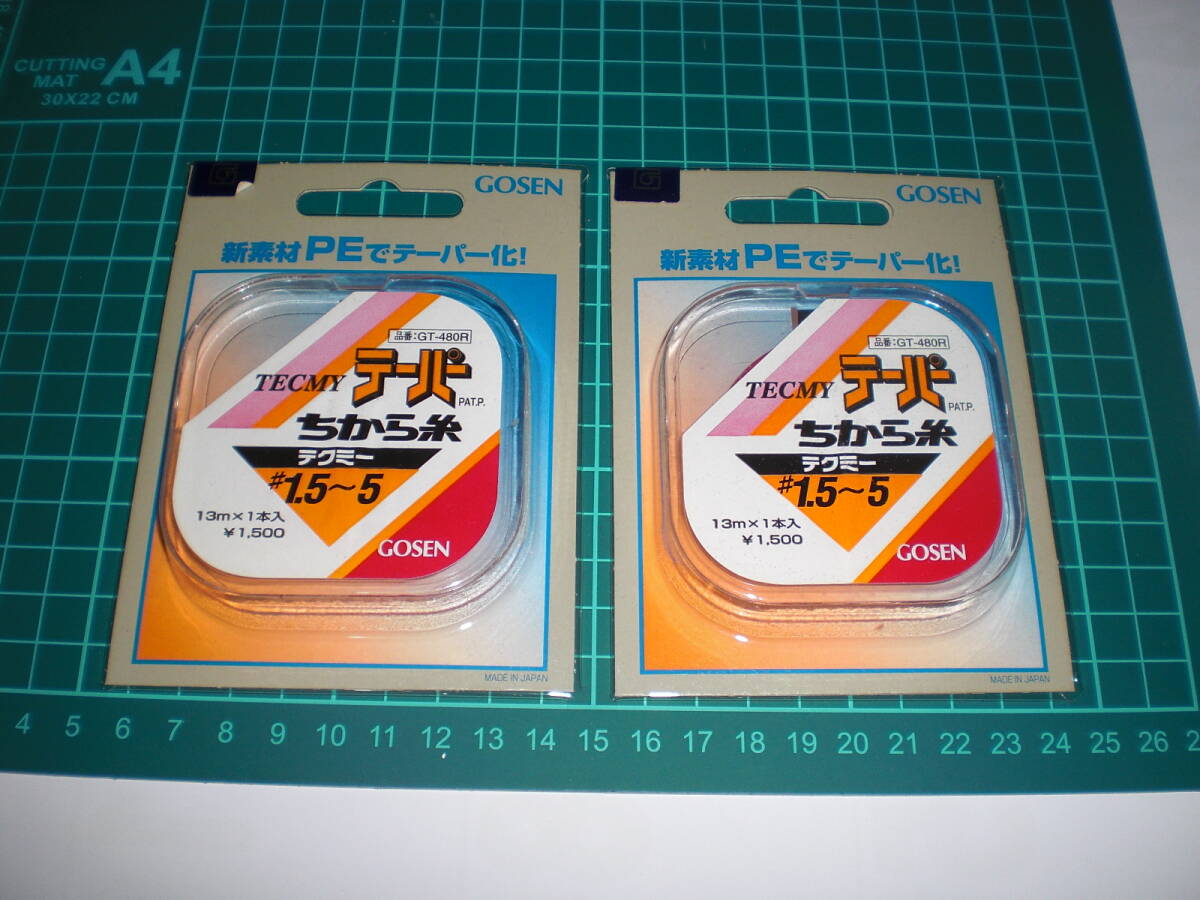 CUTTING
MAT A4
30X22 CM
GOSEN
新素材PEでテーパー化!
品番:GT-480R
TECMY テーパー
PAT.P.
ちから糸
テクミー
#1.5～5
13m×1本入
¥1,500
GOSEN
MADE IN JAPAN
GOSEN
新素材PEでテーパー化!
品番:GT-480R
TECMY テーパー
PAT.P.
ちから糸
テクミー
#1.5～5
13m×1本入
¥1,500
GOSEN
MADE IN JAPAN
4 5 6 7 8 9 10 11 12 13 14 15 16 17 18 19 20 21 22 23 24 25 26